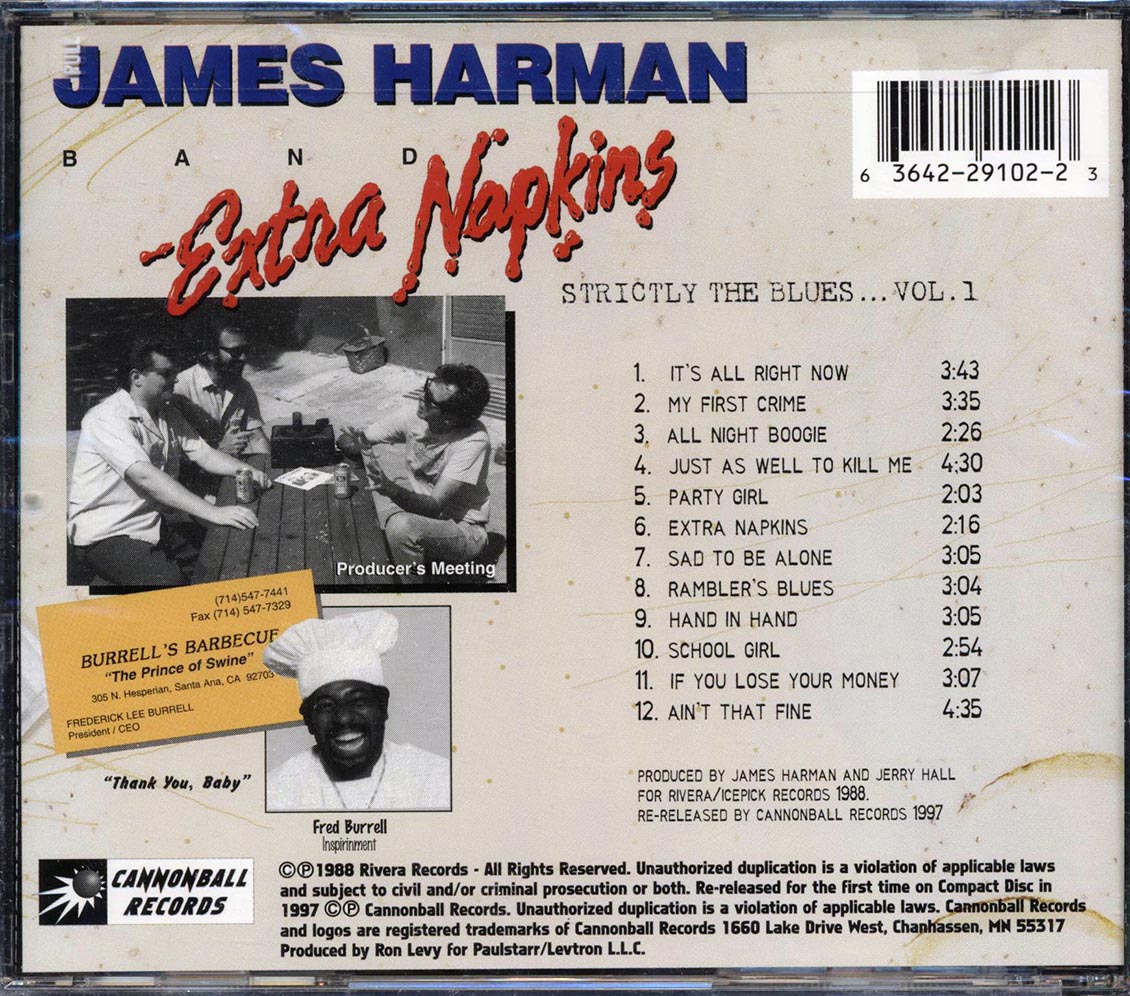 PULL
JAMES HARMAN
BAND
Extra Napkins
6 3642-29102-2 3
STRICTLY THE BLUES...VOL.1
1. IT'S ALL RIGHT NOW 3:43
2. MY FIRST CRIME 3:35
3. ALL NIGHT BOOGIE 2:26
4. JUST AS WELL TO KILL ME 4:30
5. PARTY GIRL 2:03
6. EXTRA NAPKINS 2:16
7. SAD TO BE ALONE 3:05
8. RAMBLER'S BLUES 3:04
9. HAND IN HAND 3:05
10. SCHOOL GIRL 2:54
11. IF YOU LOSE YOUR MONEY 3:07
12. AIN'T THAT FINE 4:35
Producer's Meeting
(714)547-7441
Fax (714) 547-7329
BURRELL'S BARBECUE
"The Prince of Swine"
305 N. Hesperian, Santa Ana, CA 92703
FREDERICK LEE BURRELL
President / CEO
"Thank You, Baby"
Fred Burrell
Inspirinment
PRODUCED BY JAMES HARMAN AND JERRY HALL
FOR RIVERA/ICEPICK RECORDS 1988.
RE-RELEASED BY CANNONBALL RECORDS 1997
CANNONBALL
RECORDS
©℗1988 Rivera Records - All Rights Reserved. Unauthorized duplication is a violation of applicable laws
and subject to civil and/or criminal prosecution or both. Re-released for the first time on Compact Disc in
1997 ©℗ Cannonball Records. Unauthorized duplication is a violation of applicable laws. Cannonball Records
and logos are registered trademarks of Cannonball Records 1660 Lake Drive West, Chanhassen, MN 55317
Produced by Ron Levy for Paulstarr/Levtron L.L.C.